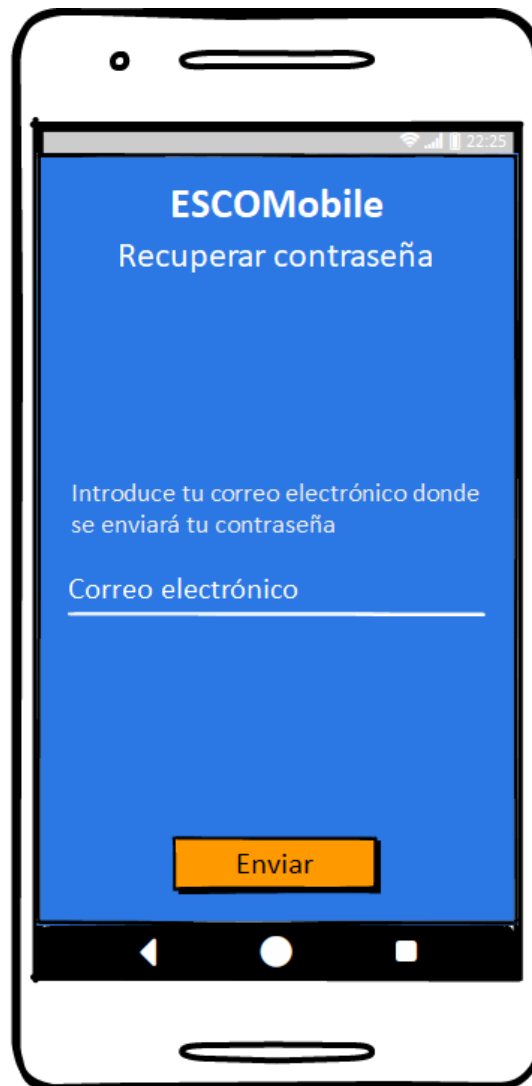 22:25
ESCOMobile
Recuperar contraseña
Introduce tu correo electrónico donde
se enviará tu contraseña
Correo electrónico
Enviar